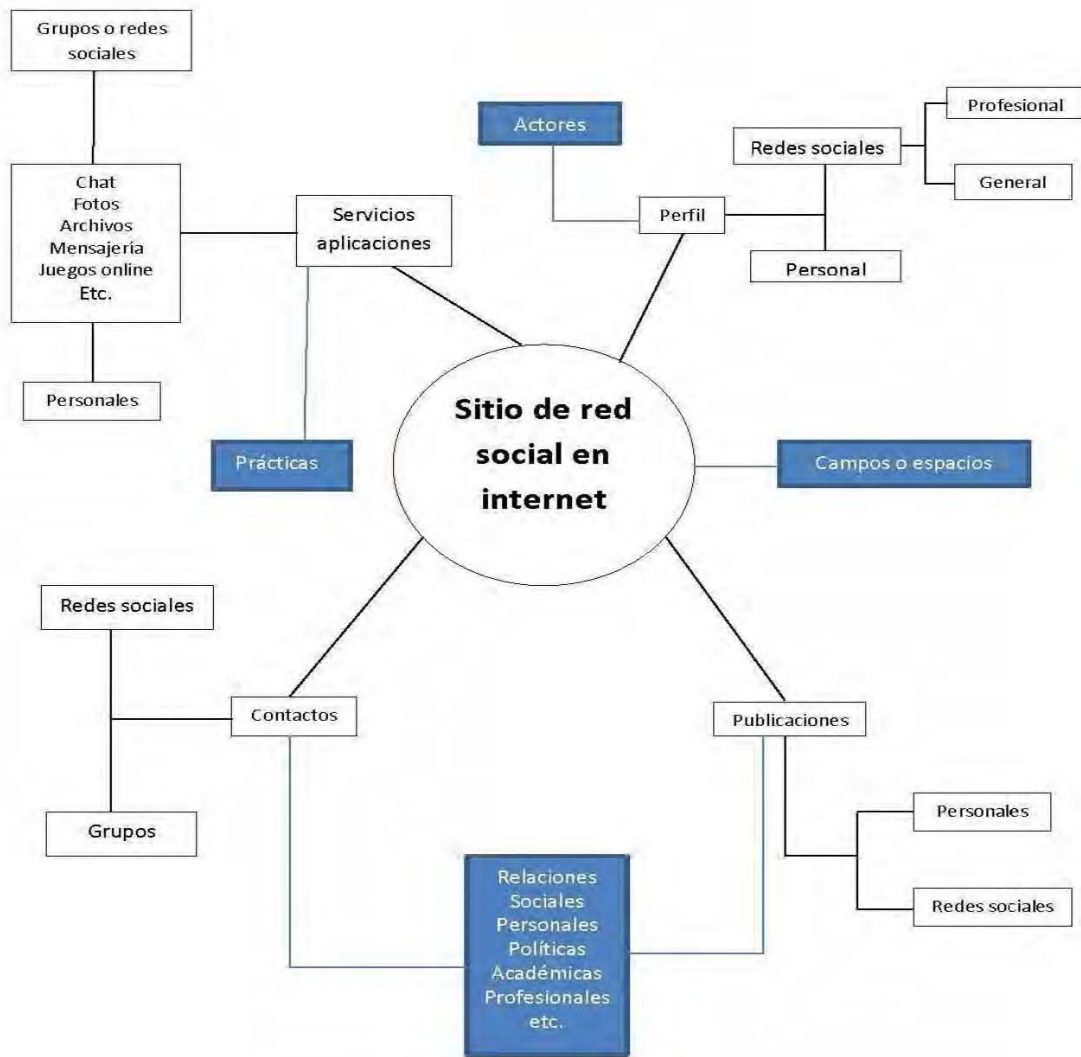 Grupos o redes
sociales
Chat
Fotos
Archivos
Mensajería
Juegos online
Etc.
Personales
Servicios
aplicaciones
Prácticas
Actores
Perfil
Redes sociales
Personal
Profesional
General
Sitio de red
social en
internet
Campos o espacios
Redes sociales
Contactos
Grupos
Publicaciones
Personales
Redes sociales
Relaciones
Sociales
Personales
Políticas
Académicas
Profesionales
etc.